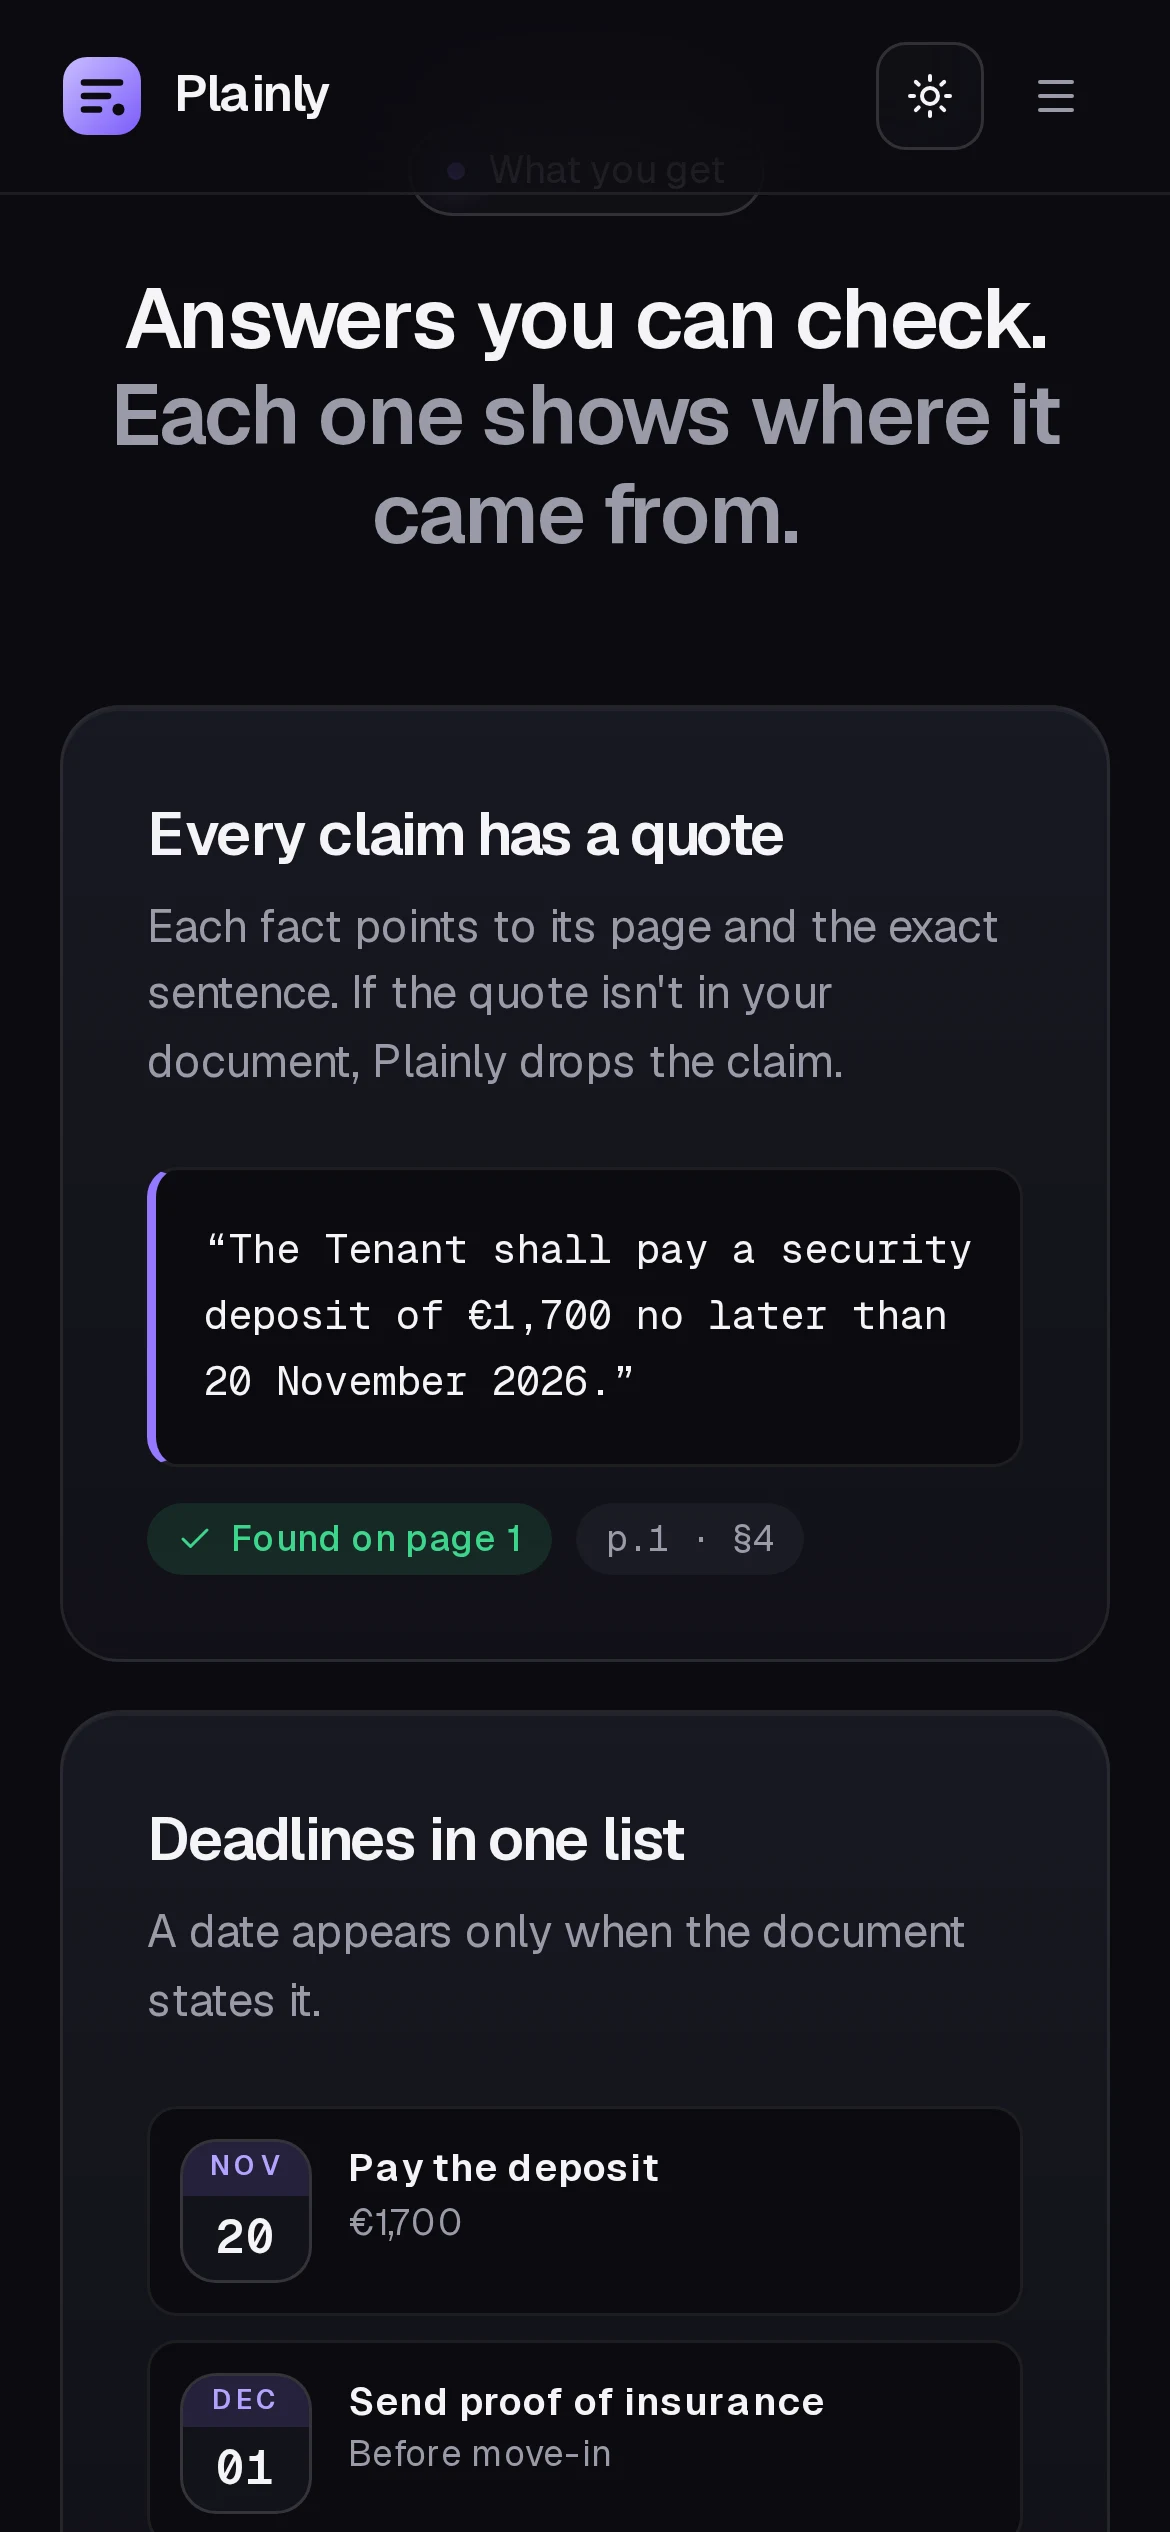 Plainly
What you get
Answers you can check.
Each one shows where it
came from.
Every claim has a quote
Each fact points to its page and the exact
sentence. If the quote isn't in your
document, Plainly drops the claim.
“The Tenant shall pay a security
deposit of €1,700 no later than
20 November 2026.”
Found on page 1
p.1 · §4
Deadlines in one list
A date appears only when the document
states it.
NOV
20
Pay the deposit
€1,700
DEC
01
Send proof of insurance
Before move-in